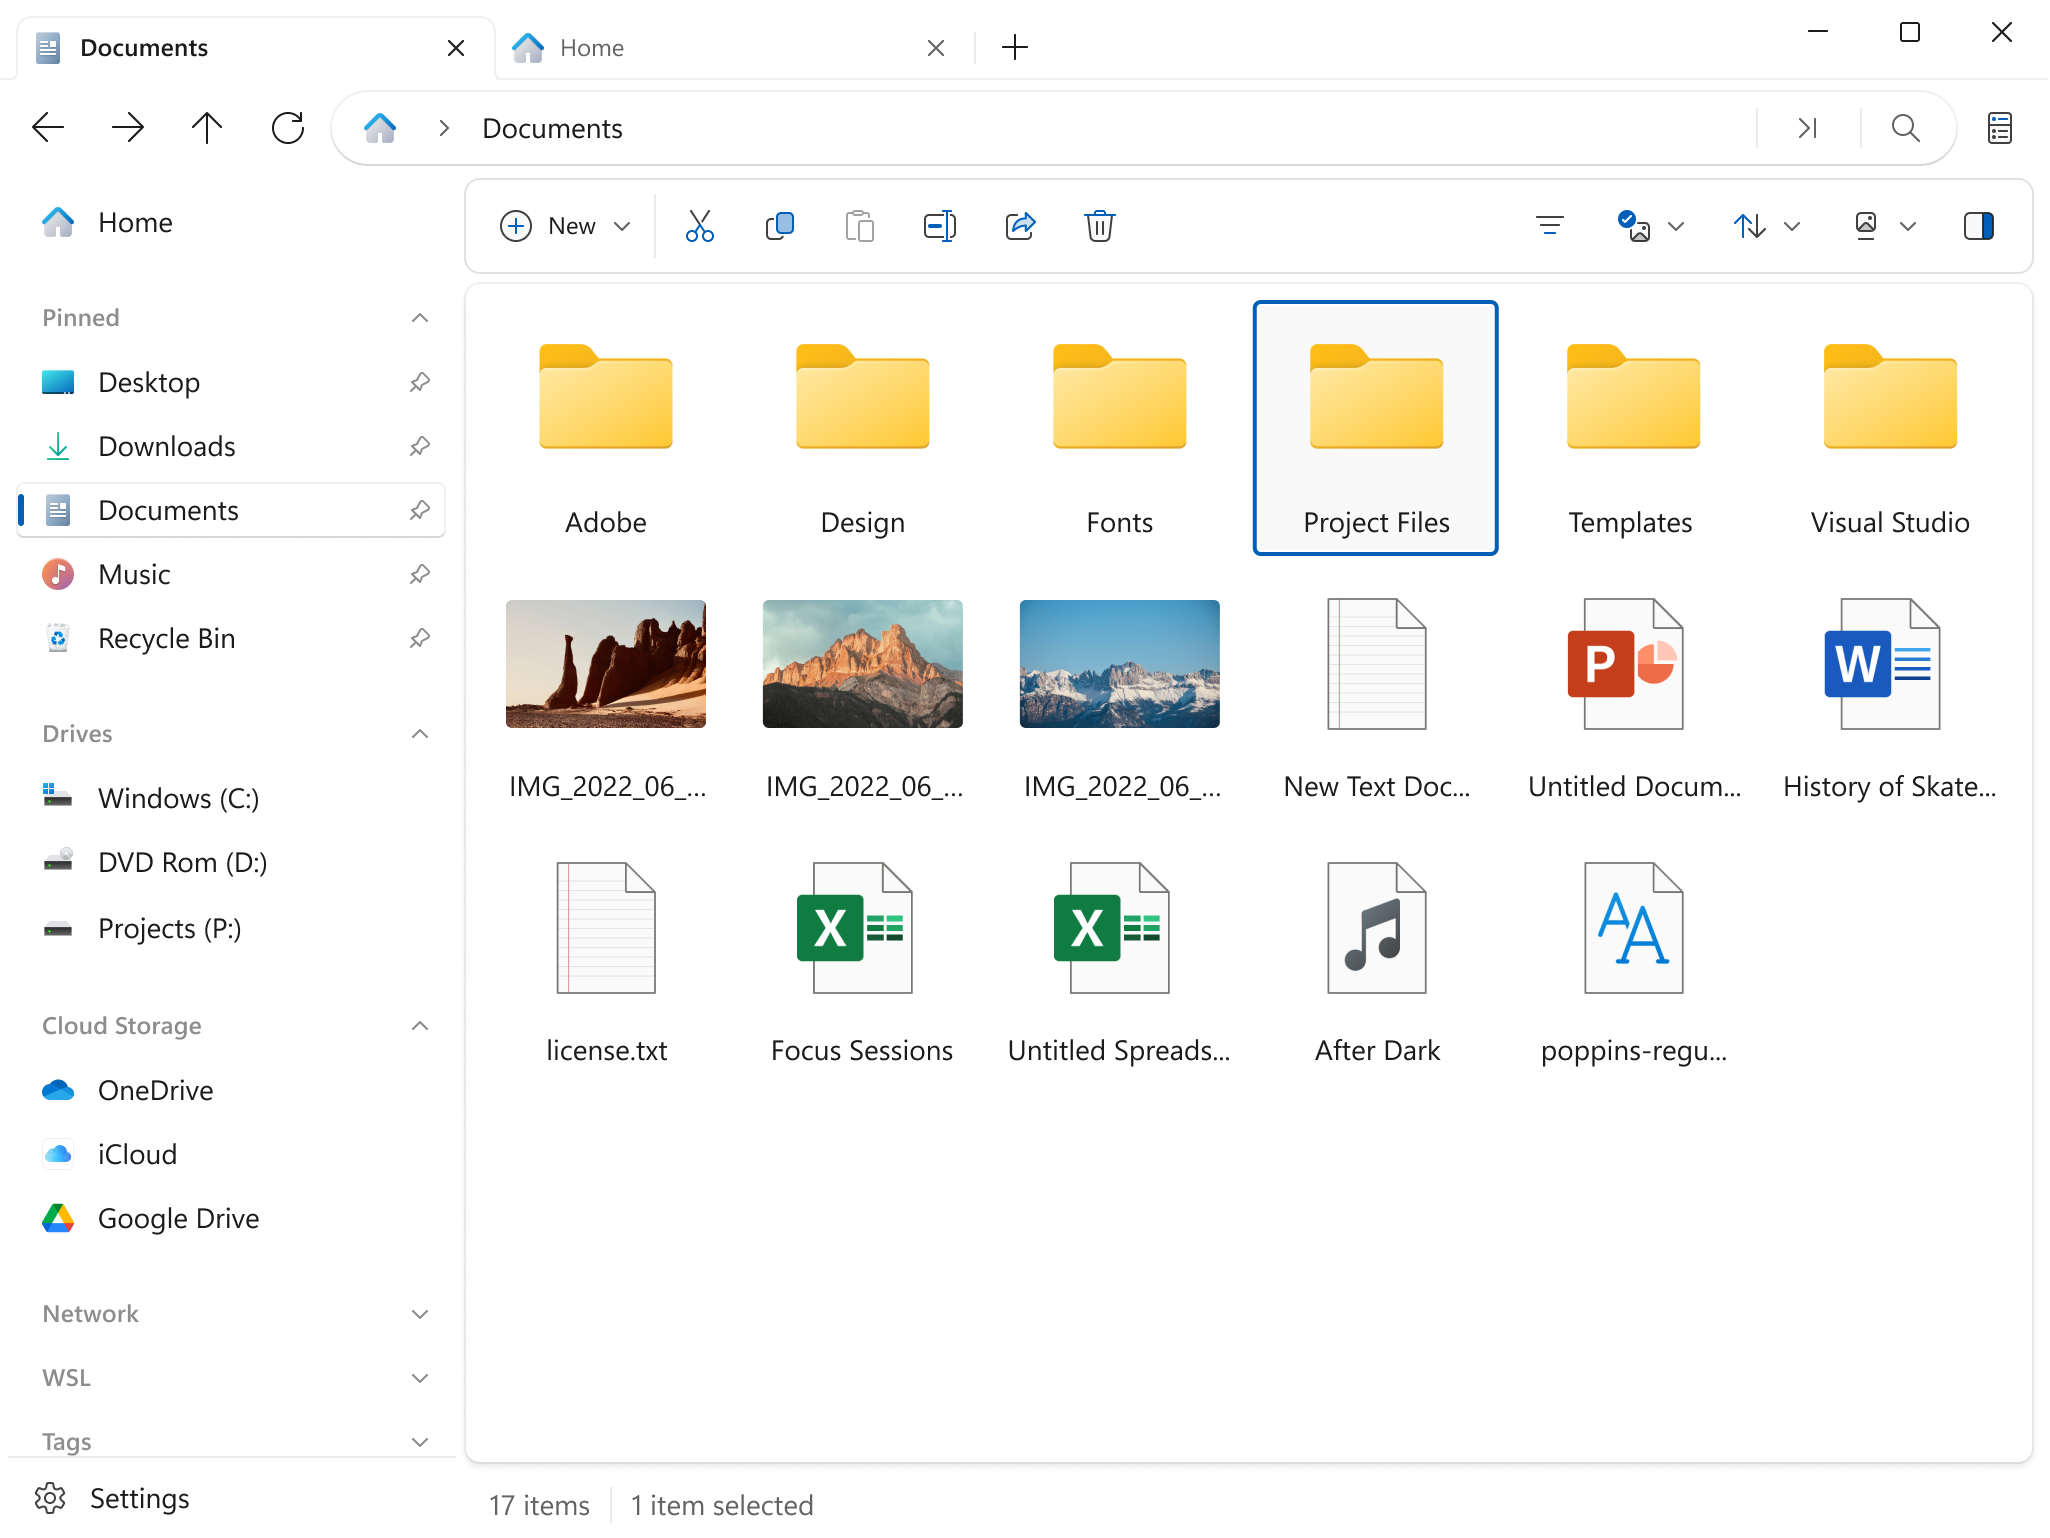 Documents
Home
Documents
Home
New
Pinned
Desktop
Downloads
Documents
Music
Recycle Bin
Drives
Windows (C:)
DVD Rom (D:)
Projects (P:)
Cloud Storage
OneDrive
iCloud
Google Drive
Network
WSL
Tags
Settings
Adobe
Design
Fonts
Project Files
Templates
Visual Studio
IMG_2022_06_...
IMG_2022_06_...
IMG_2022_06_...
New Text Doc...
P
Untitled Docum...
W
History of Skate...
license.txt
X
Focus Sessions
X
Untitled Spreads...
After Dark
AA
poppins-regu...
17 items
1 item selected